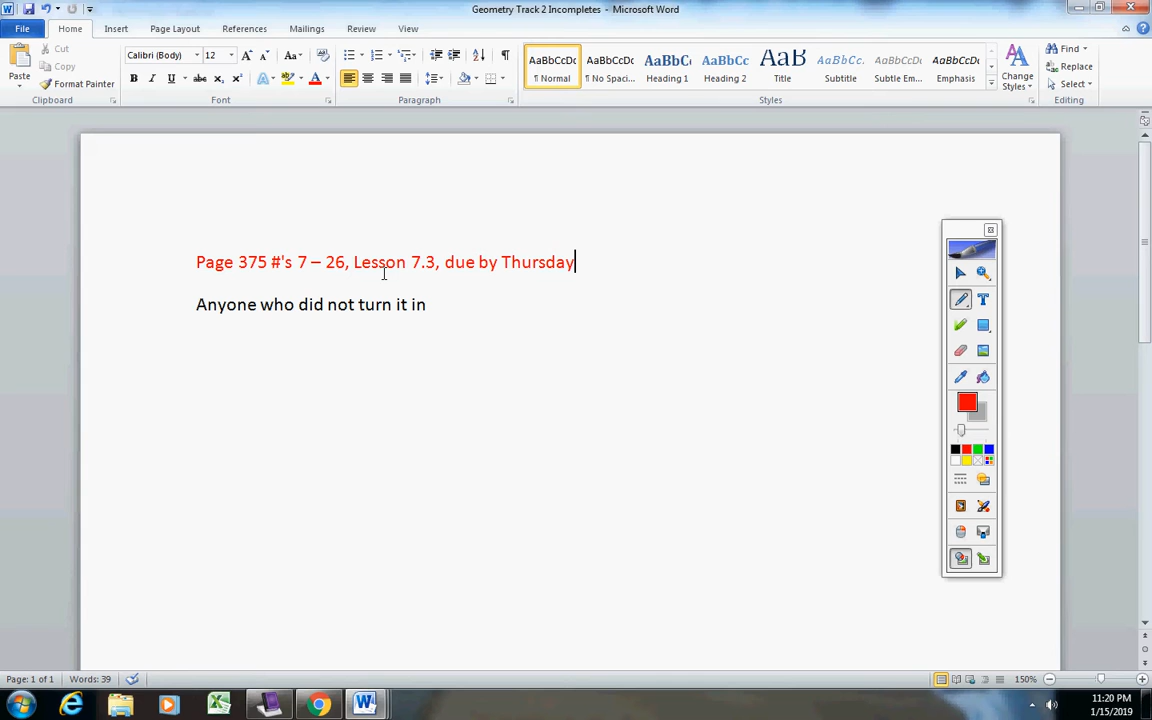 Geometry Track 2 Incompletes - Microsoft Word
File Home Insert Page Layout References Mailings Review View
Paste
Cut
Copy
Format Painter
Clipboard
Calibri (Body) 12
Font
Paragraph
AaBbCcDc AaBbCcDc AaBbC AaBbCc AaB AaBbCc. AaBbCcDc AaBbCcDc
¶ Normal ¶ No Spaci... Heading 1 Heading 2 Title Subtitle Subtle Em... Emphasis
Styles
Change Styles
Find
Replace
Select
Editing
Page 375 #'s 7 – 26, Lesson 7.3, due by Thursday
Anyone who did not turn it in
Page: 1 of 1 Words: 39 150%
11:20 PM
1/15/2019